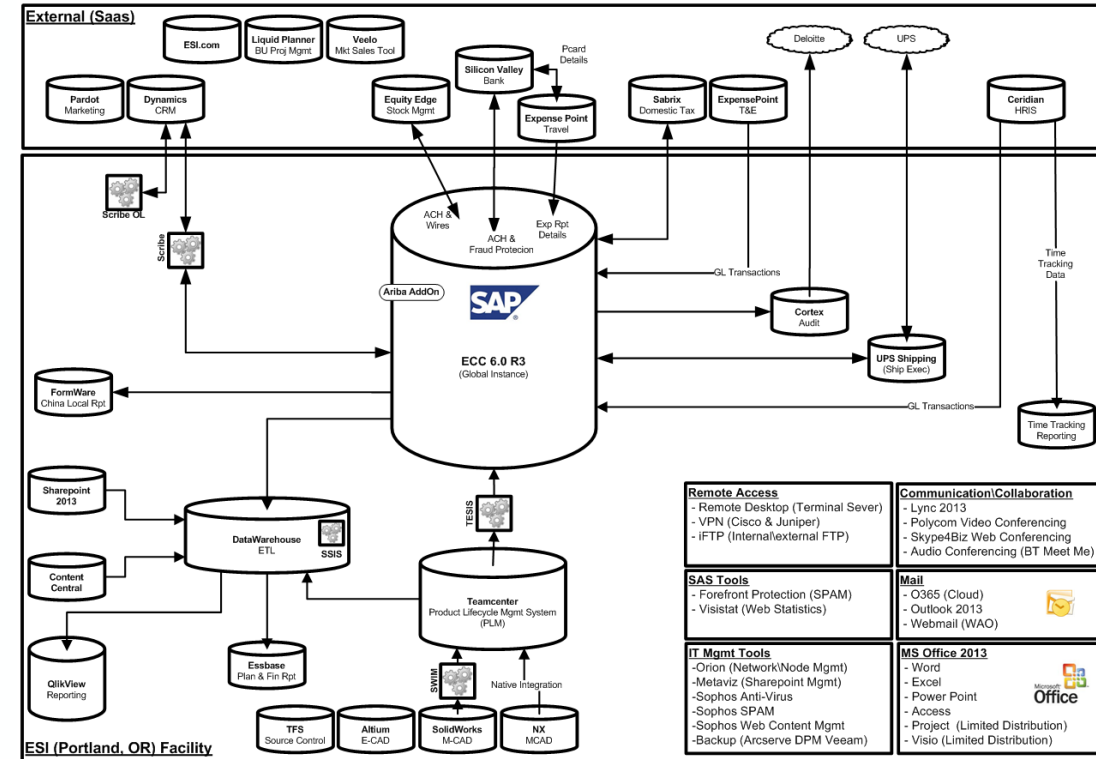 External (Saas)
ESI.com
Liquid Planner
BU Proj Mgmt
Veelo
Mkt Sales Tool
Pardot
Marketing
Dynamics
CRM
Equity Edge
Stock Mgmt
Silicon Valley
Bank
Pcard
Details
Expense Point
Travel
Sabrix
Domestic Tax
ExpensePoint
T&E
Deloitte
UPS
Ceridian
HRIS
Scribe OL
Scribe
ACH &
Wires
ACH &
Fraud Protecion
Exp Rpt
Details
Ariba AddOn
SAP
ECC 6.0 R3
(Global Instance)
GL Transactions
Cortex
Audit
UPS Shipping
(Ship Exec)
GL Transactions
Time
Tracking
Data
Time Tracking
Reporting
FormWare
China Local Rpt
Sharepoint
2013
Content
Central
DataWarehouse
ETL
SSIS
TESIS
Teamcenter
Product Lifecycle Mgmt System
(PLM)
QlikView
Reporting
Essbase
Plan & Fin Rpt
SWIM
Native Integration
TFS
Source Control
Altium
E-CAD
SolidWorks
M-CAD
NX
MCAD
ESI (Portland, OR) Facility
Remote Access
- Remote Desktop (Terminal Sever)
- VPN (Cisco & Juniper)
- iFTP (Internal\external FTP)
Communication\Collaboration
- Lync 2013
- Polycom Video Conferencing
- Skype4Biz Web Conferencing
- Audio Conferencing (BT Meet Me)
SAS Tools
- Forefront Protection (SPAM)
- Visistat (Web Statistics)
Mail
- O365 (Cloud)
- Outlook 2013
- Webmail (WAO)
IT Mgmt Tools
-Orion (Network\Node Mgmt)
-Metaviz (Sharepoint Mgmt)
-Sophos Anti-Virus
-Sophos SPAM
-Sophos Web Content Mgmt
-Backup (Arcserve DPM Veeam)
MS Office 2013
- Word
- Excel
- Power Point
- Access
- Project (Limited Distribution)
- Visio (Limited Distribution)
Microsoft
Office